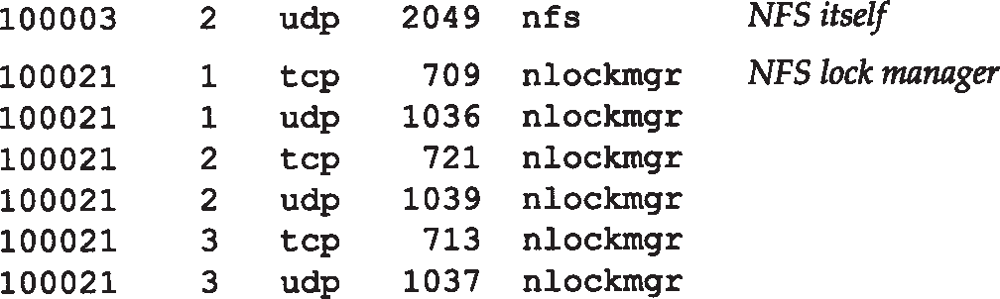 100003 2 udp 2049 nfs NFS itself
100021 1 tcp 709 nlockmgr NFS lock manager
100021 1 udp 1036 nlockmgr
100021 2 tcp 721 nlockmgr
100021 2 udp 1039 nlockmgr
100021 3 tcp 713 nlockmgr
100021 3 udp 1037 nlockmgr